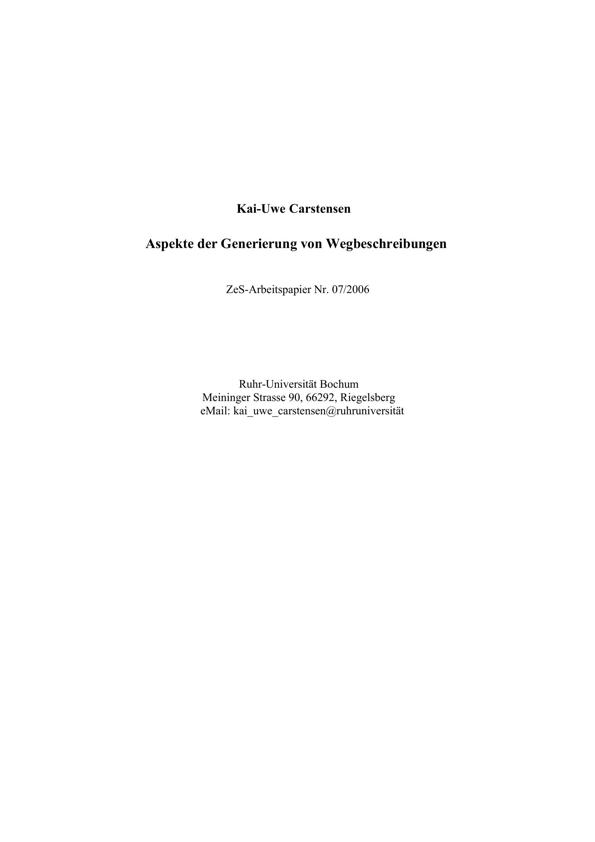 Kai-Uwe Carstensen
Aspekte der Generierung von Wegbeschreibungen
ZeS-Arbeitspapier Nr. 07/2006
Ruhr-Universität Bochum
Meininger Strasse 90, 66292, Riegelsberg
eMail: kai_uwe_carstensen@ruhruniversität